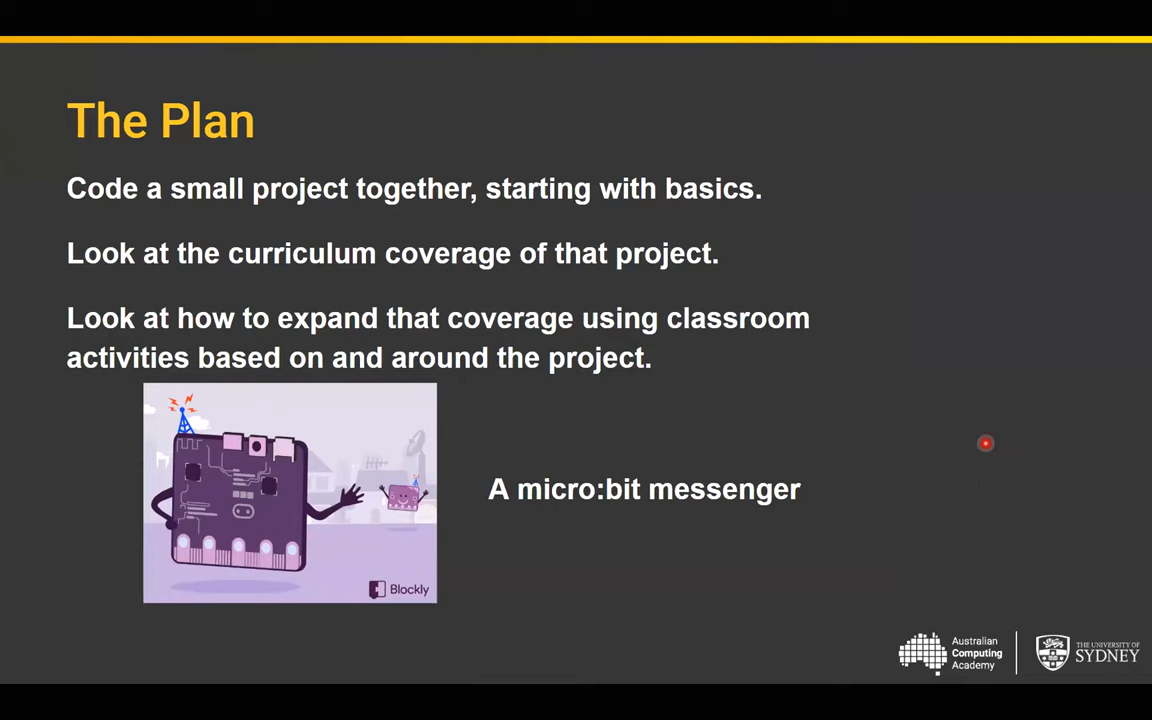 The Plan
Code a small project together, starting with basics.
Look at the curriculum coverage of that project.
Look at how to expand that coverage using classroom
activities based on and around the project.
A micro:bit messenger
Blockly
Australian
Computing
Academy
THE UNIVERSITY OF
SYDNEY